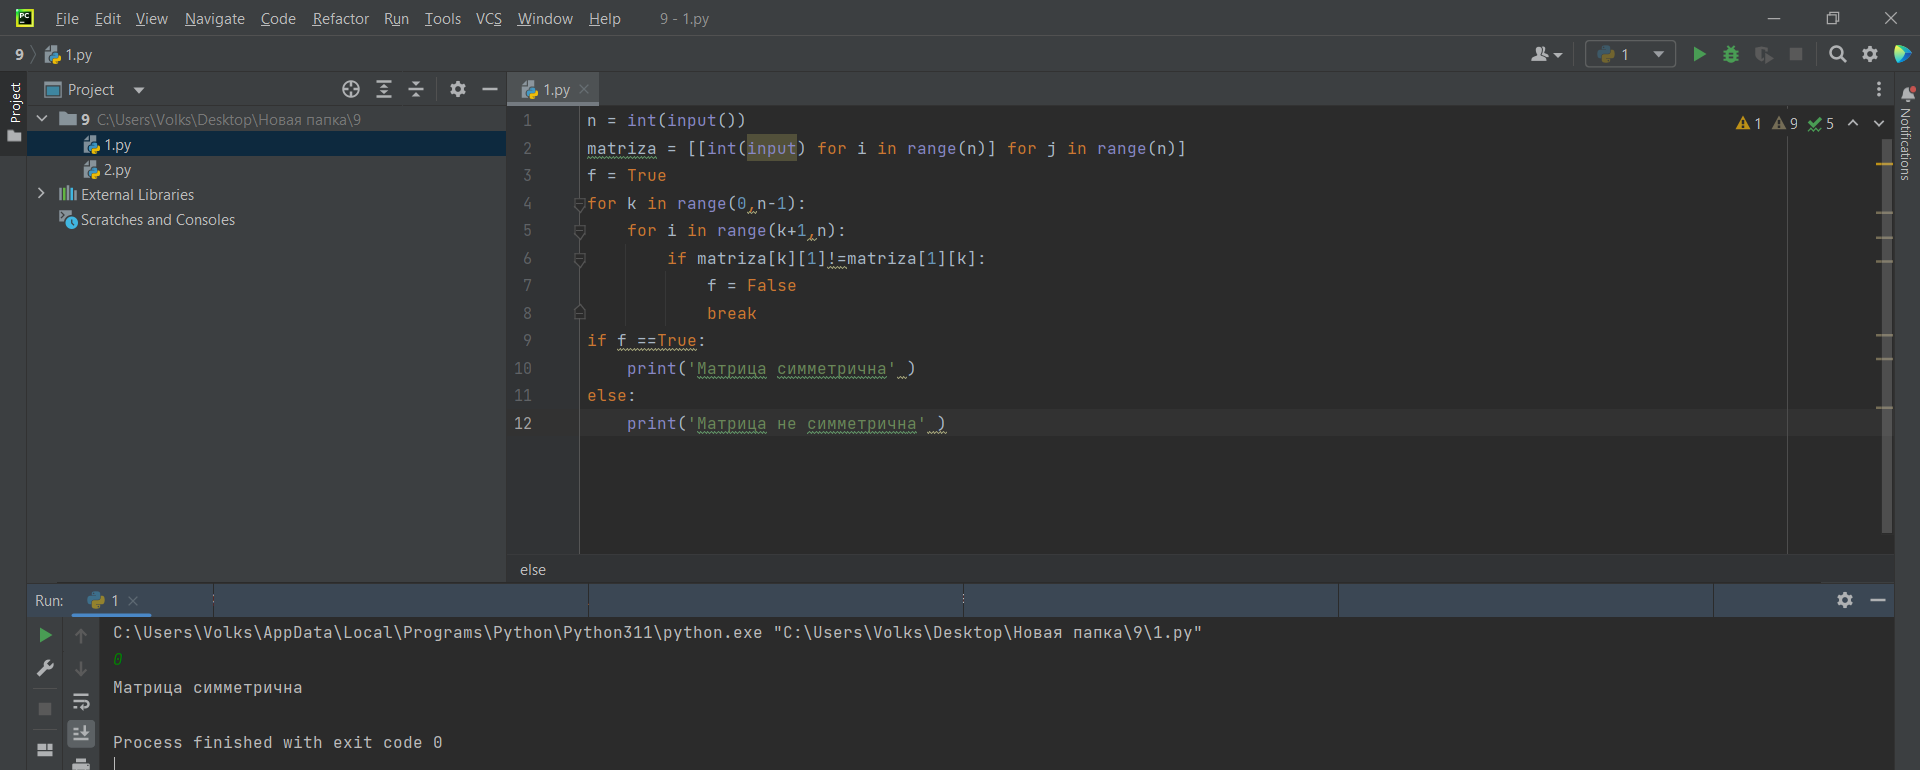 PC File Edit View Navigate Code Refactor Run Tools VCS Window Help 9 - 1.py
9 1.py 1
Project
Project
1.py
9 C:\Users\Volks\Desktop\Новая папка\9
1.py
2.py
External Libraries
Scratches and Consoles
1 n = int(input())
2 matriza = [[int(input) for i in range(n)] for j in range(n)]
3 f = True
4 for k in range(0,n-1):
5 for i in range(k+1,n):
6 if matriza[k][1]!=matriza[1][k]:
7 f = False
8 break
9 if f ==True:
10 print('Матрица симметрична' )
11 else:
12 print('Матрица не симметрична' )
1 9 5
Notifications
else
Run: 1
C:\Users\Volks\AppData\Local\Programs\Python\Python311\python.exe "C:\Users\Volks\Desktop\Новая папка\9\1.py"
0
Матрица симметрична
Process finished with exit code 0